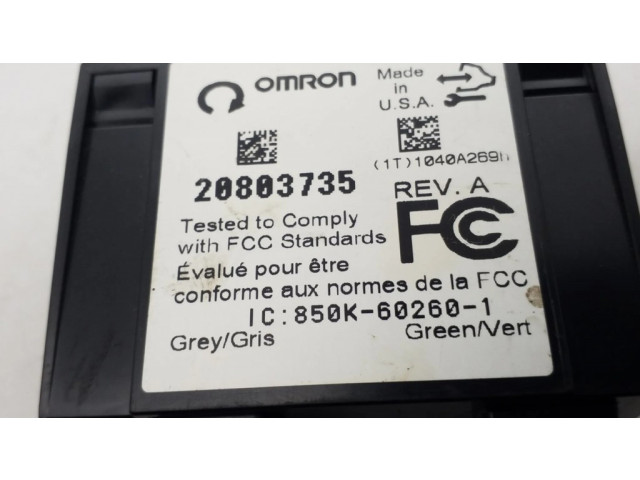 OMRON
Made
in
U.S.A.
(1T)1040A269
20803735
REV. A
FCC
Tested to Comply
with FCC Standards
Évalué pour être
conforme aux normes de la FCC
IC:850K-60260-1
Grey/Gris Green/Vert